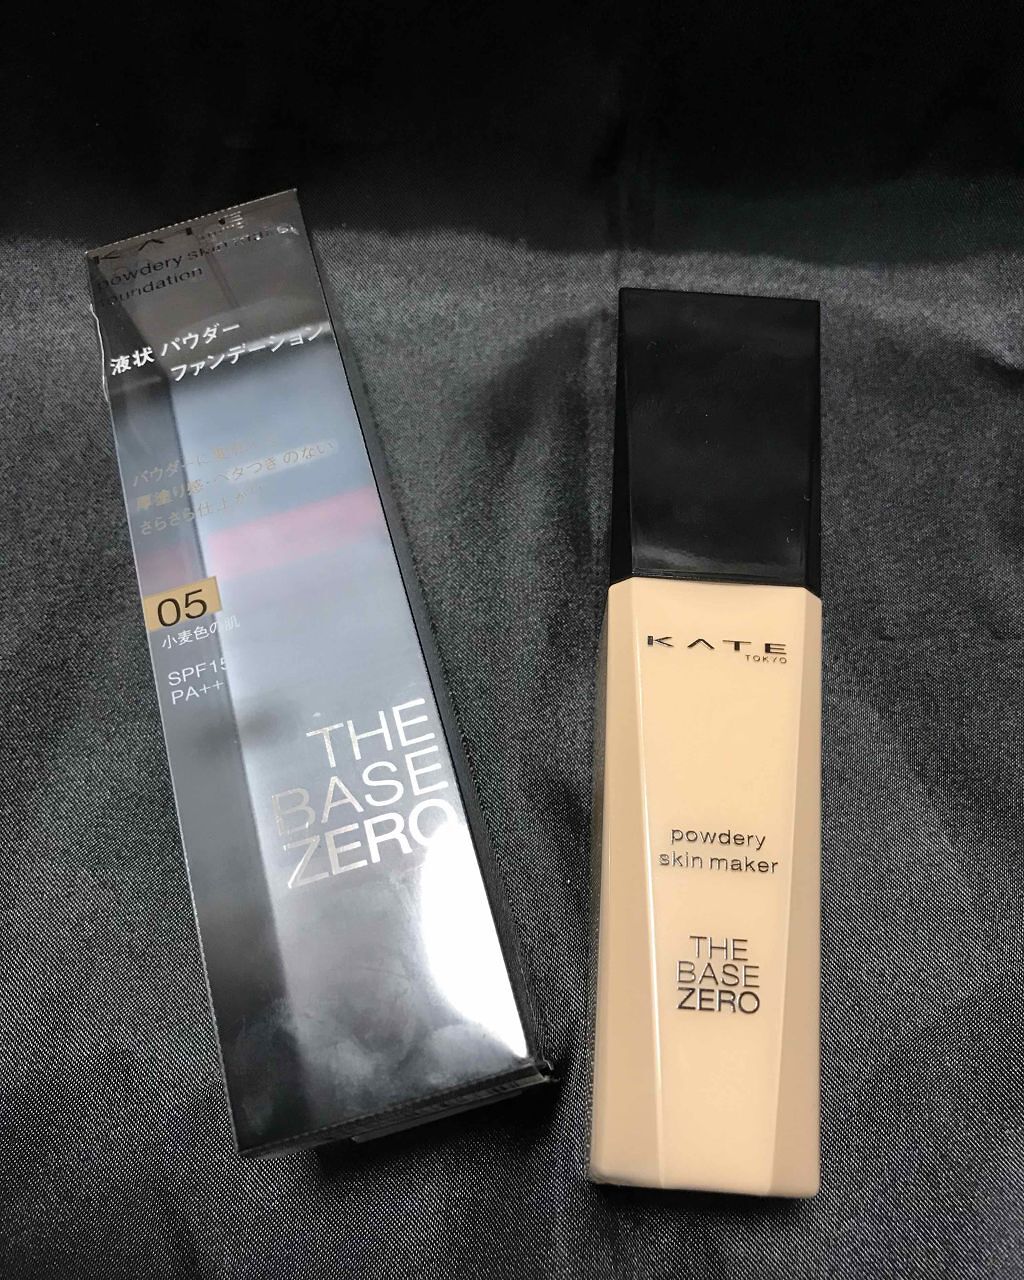 KATE
powdery skin maker
foundation
液状 パウダー
ファンデーション
パウダーに
厚塗り感・ベタつきのない
さらさら仕上がり
05
小麦色の肌
SPF15
PA++
THE
BASE
ZERO
KATE
TOKYO
powdery
skin maker
THE
BASE
ZERO